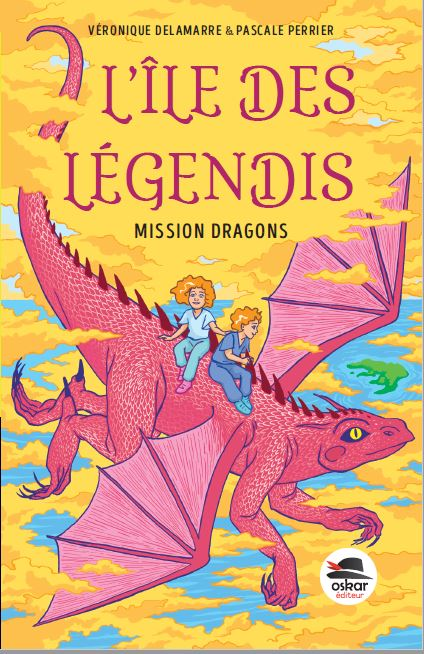 VÉRONIQUE DELAMARRE & PASCALE PERRIER
L'ÎLE DES
LÉGENDIS
MISSION DRAGONS
oskar
éditeur